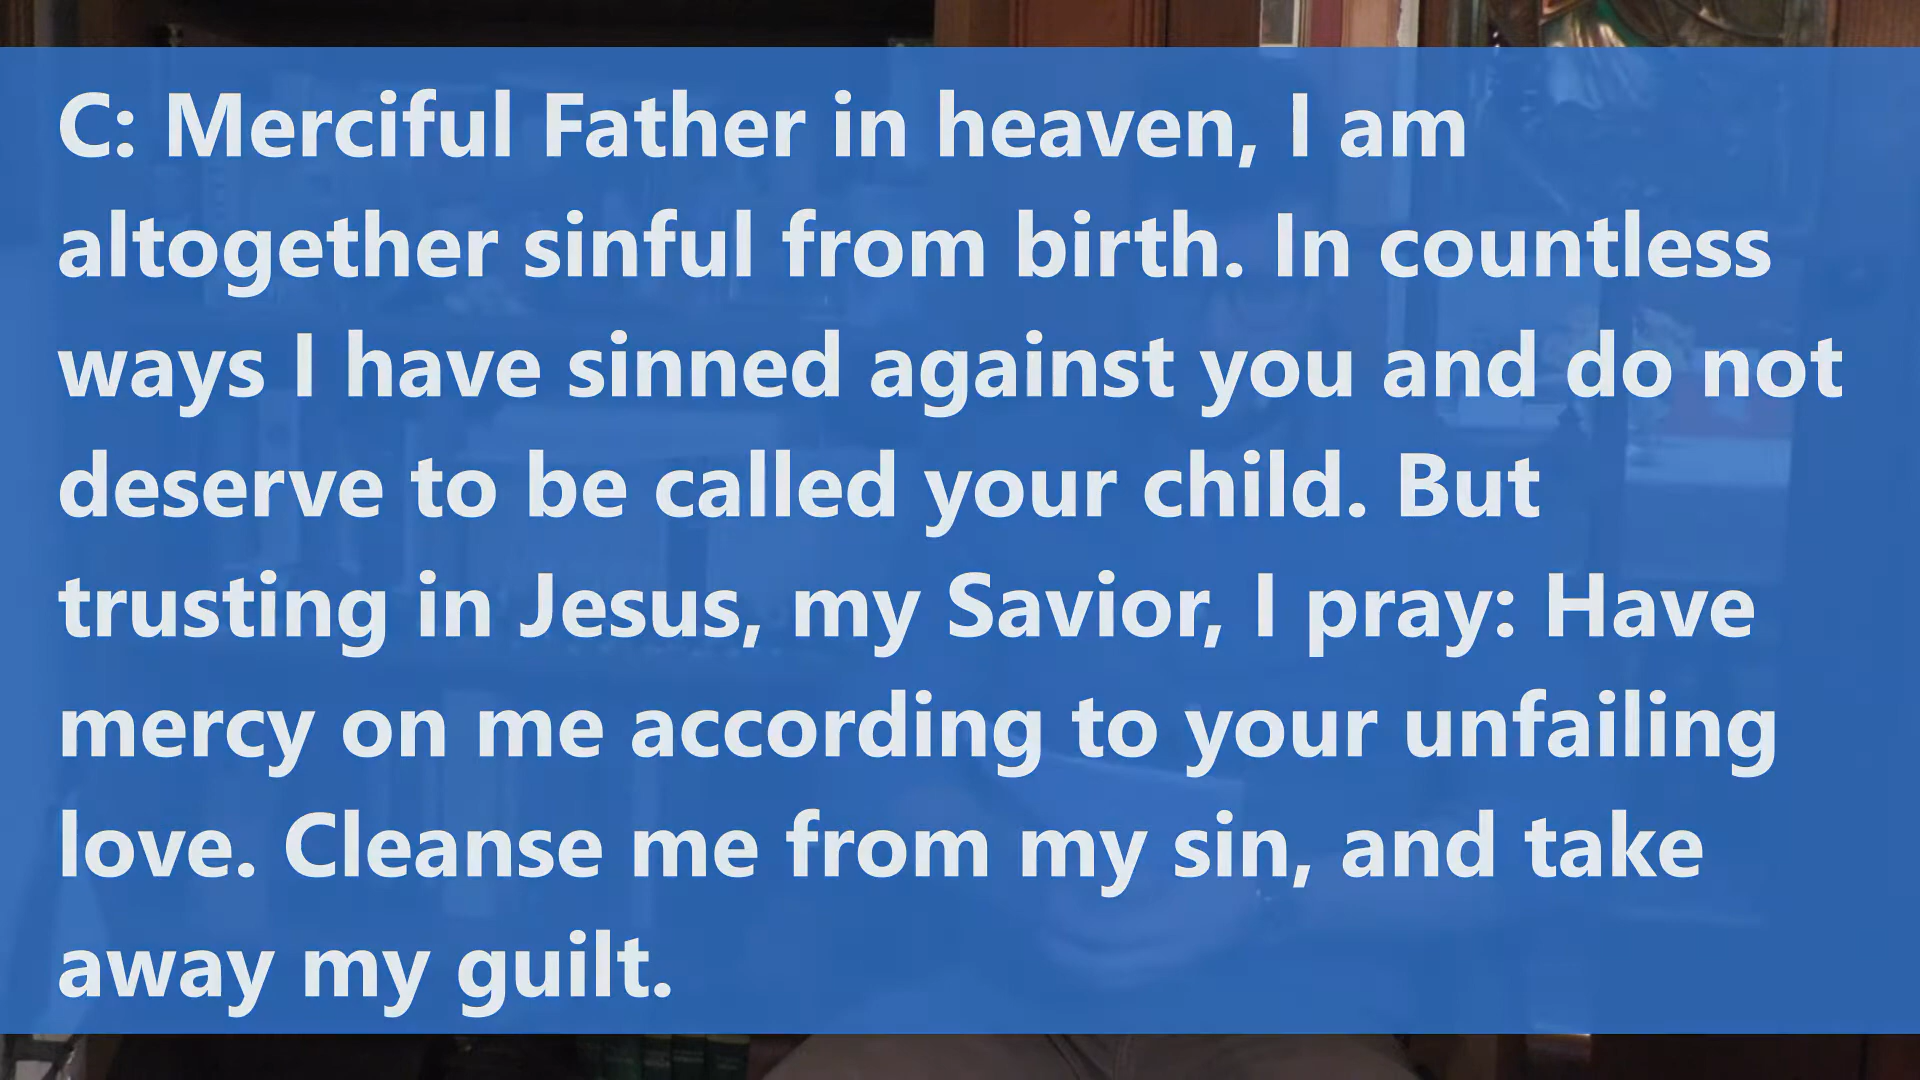 C: Merciful Father in heaven, I am
altogether sinful from birth. In countless
ways I have sinned against you and do not
deserve to be called your child. But
trusting in Jesus, my Savior, I pray: Have
mercy on me according to your unfailing
love. Cleanse me from my sin, and take
away my guilt.